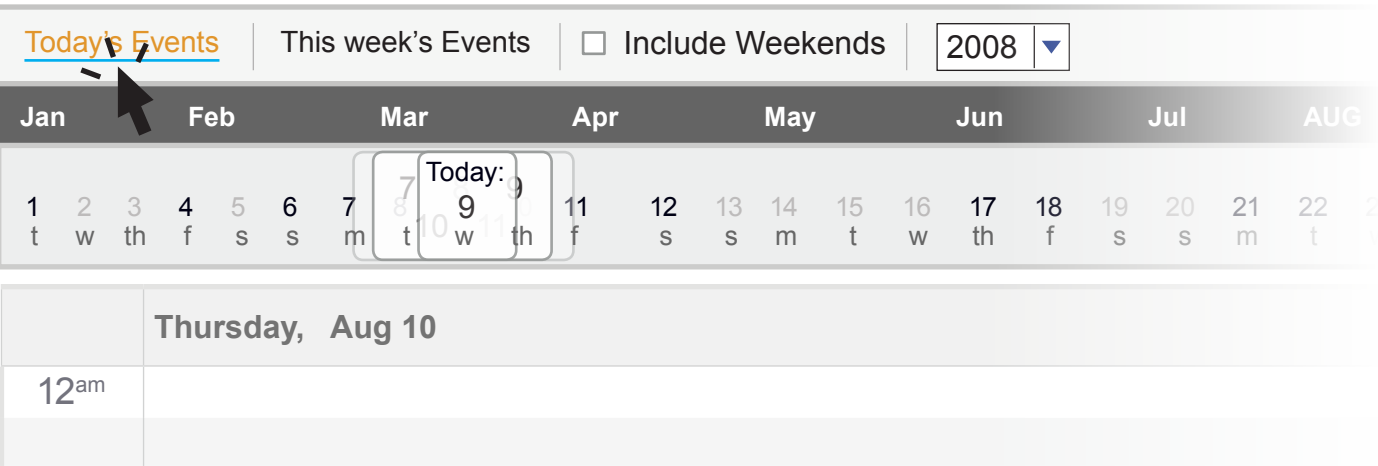 Today's Events This week's Events Include Weekends 2008
Jan Feb Mar Apr May Jun Jul AUG
Today:
1 2 3 4 5 6 7 8 9 11 12 13 14 15 16 17 18 19 20 21 22
t w th f s s m t w th f s s m t w th f s s m t
Thursday, Aug 10
12am